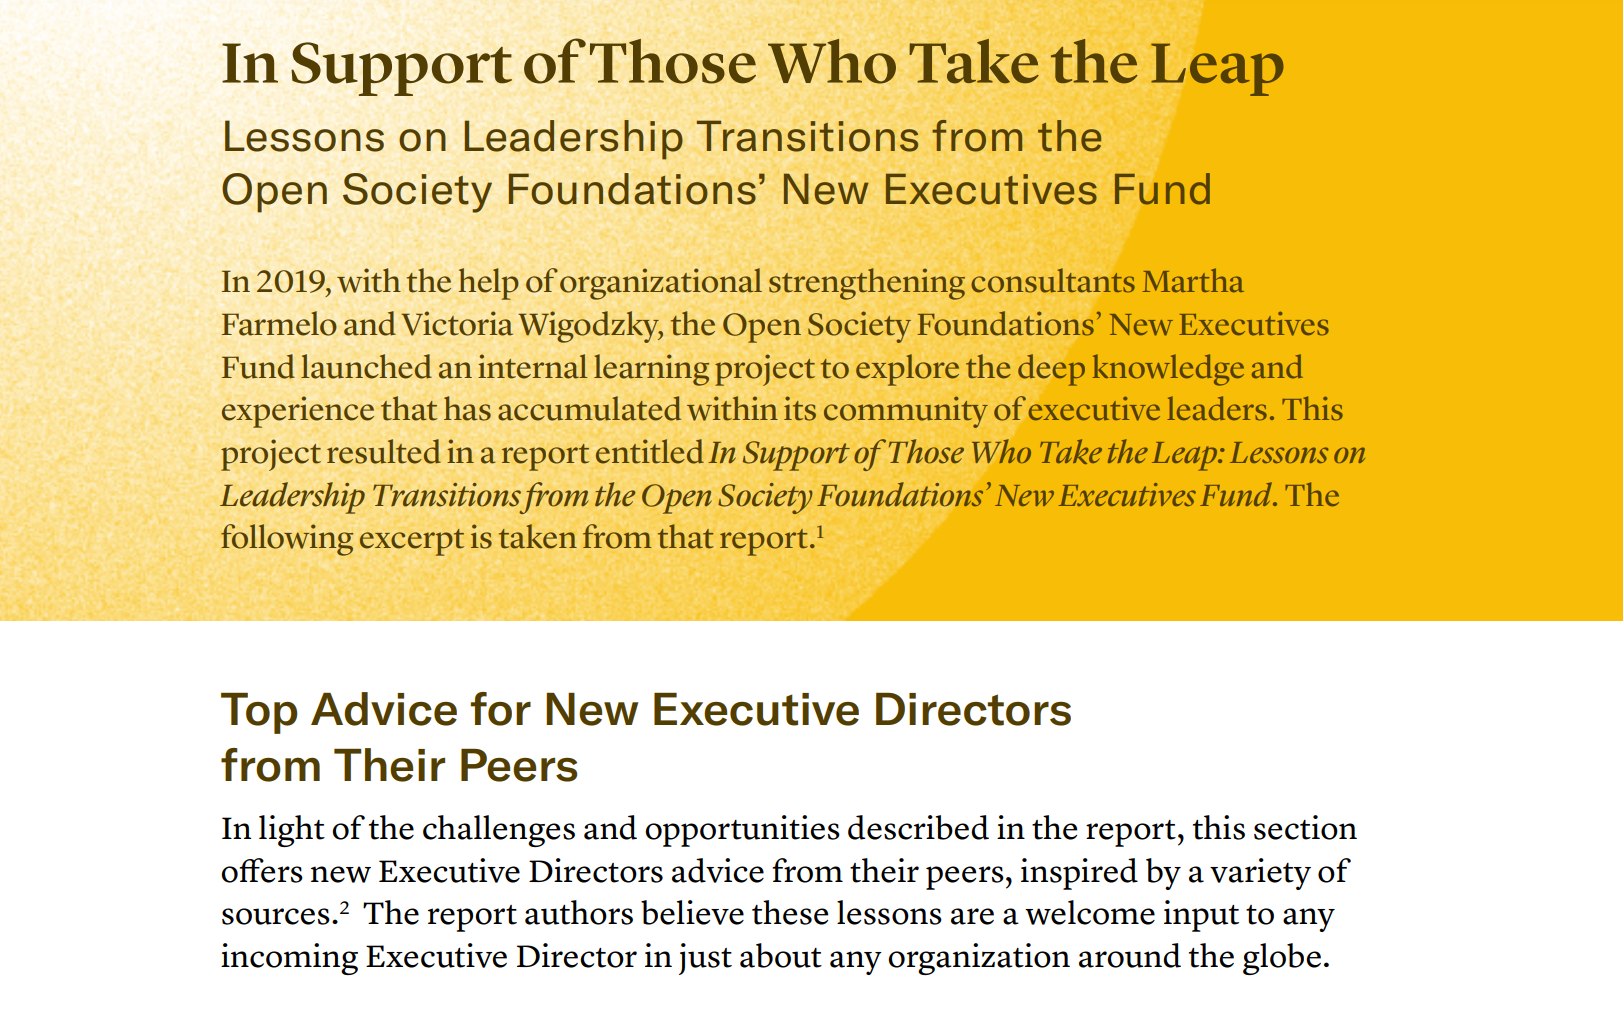 In Support of Those Who Take the Leap
Lessons on Leadership Transitions from the
Open Society Foundations’ New Executives Fund
In 2019, with the help of organizational strengthening consultants Martha
Farmelo and Victoria Wigodzky, the Open Society Foundations’ New Executives
Fund launched an internal learning project to explore the deep knowledge and
experience that has accumulated within its community of executive leaders. This
project resulted in a report entitled In Support of Those Who Take the Leap: Lessons on
Leadership Transitions from the Open Society Foundations’ New Executives Fund. The
following excerpt is taken from that report.¹
Top Advice for New Executive Directors
from Their Peers
In light of the challenges and opportunities described in the report, this section
offers new Executive Directors advice from their peers, inspired by a variety of
sources.² The report authors believe these lessons are a welcome input to any
incoming Executive Director in just about any organization around the globe.